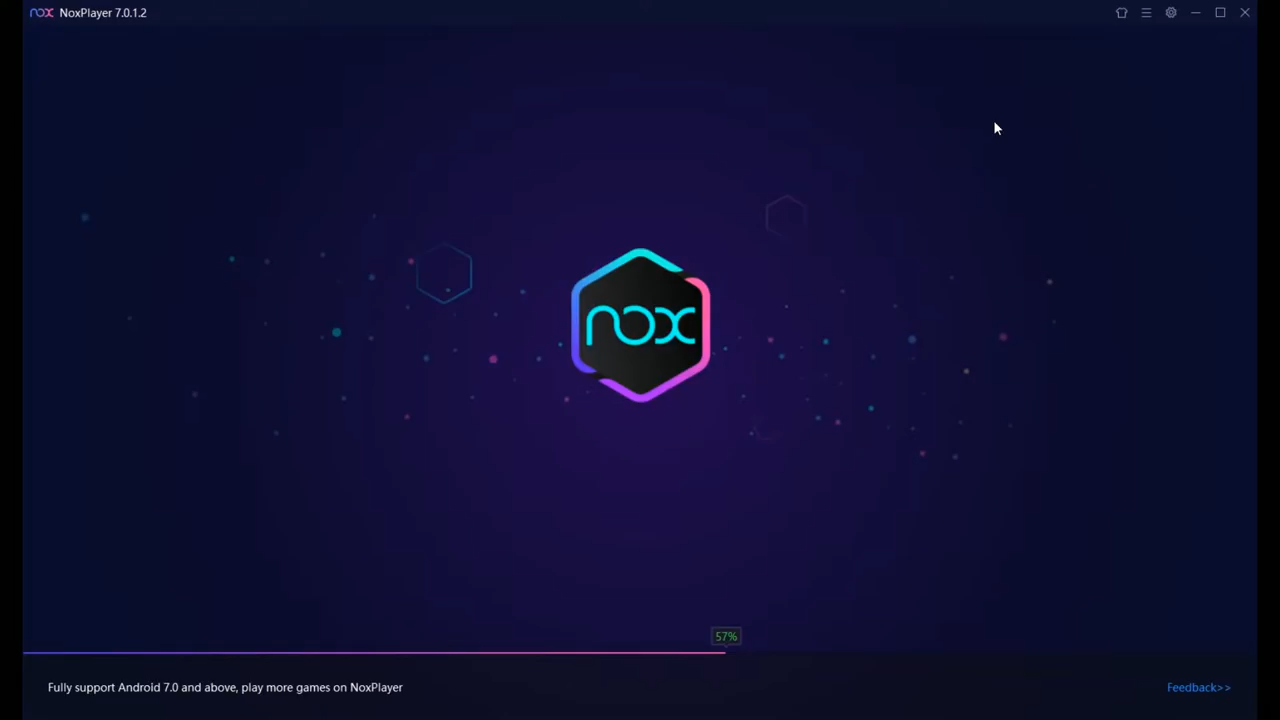 nox NoxPlayer 7.0.1.2
nox
57%
Fully support Android 7.0 and above, play more games on NoxPlayer
Feedback>>